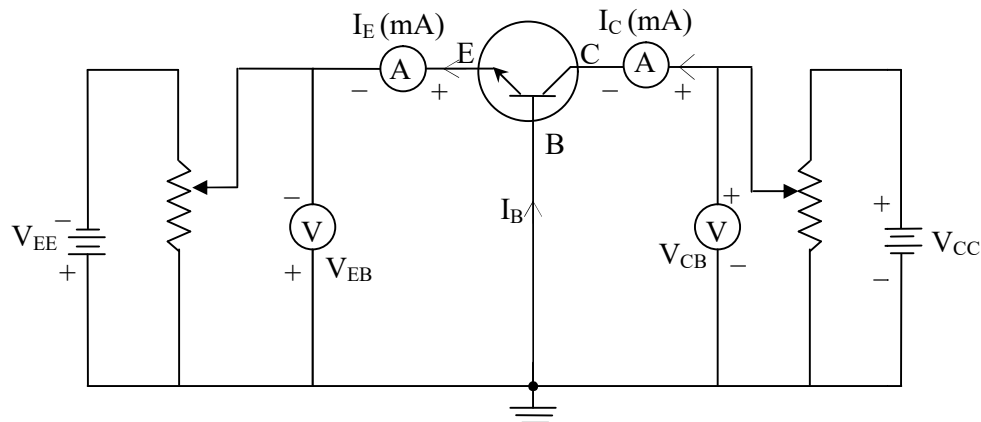 I_E (mA)
I_C (mA)
A
E
C
A
− +
− +
B
− +
V_EE
− +
V
V_EB
I_B
+ −
V
V_CB
+ −
V_CC